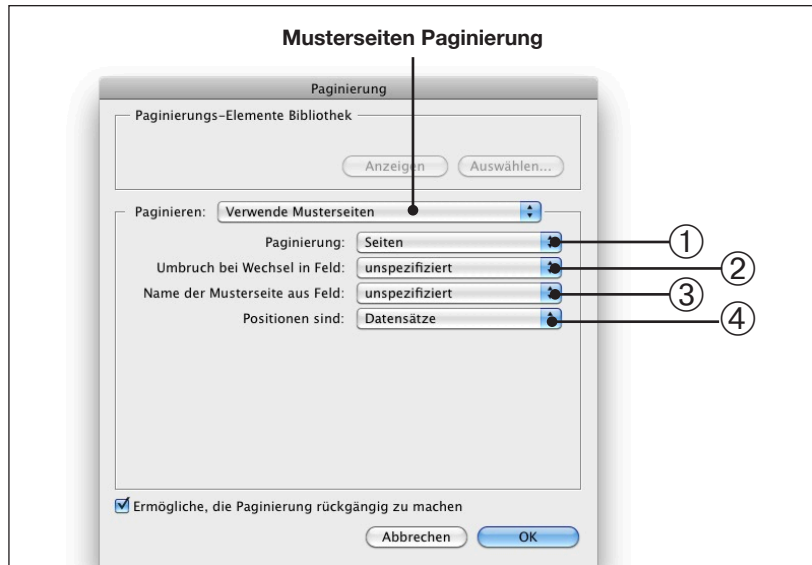 Musterseiten Paginierung
Paginierung
Paginierungs-Elemente Bibliothek
Anzeigen Auswählen...
Paginieren: Verwende Musterseiten
Paginierung: Seiten ①
Umbruch bei Wechsel in Feld: unspezifiziert ②
Name der Musterseite aus Feld: unspezifiziert ③
Positionen sind: Datensätze ④
Ermögliche, die Paginierung rückgängig zu machen
Abbrechen OK